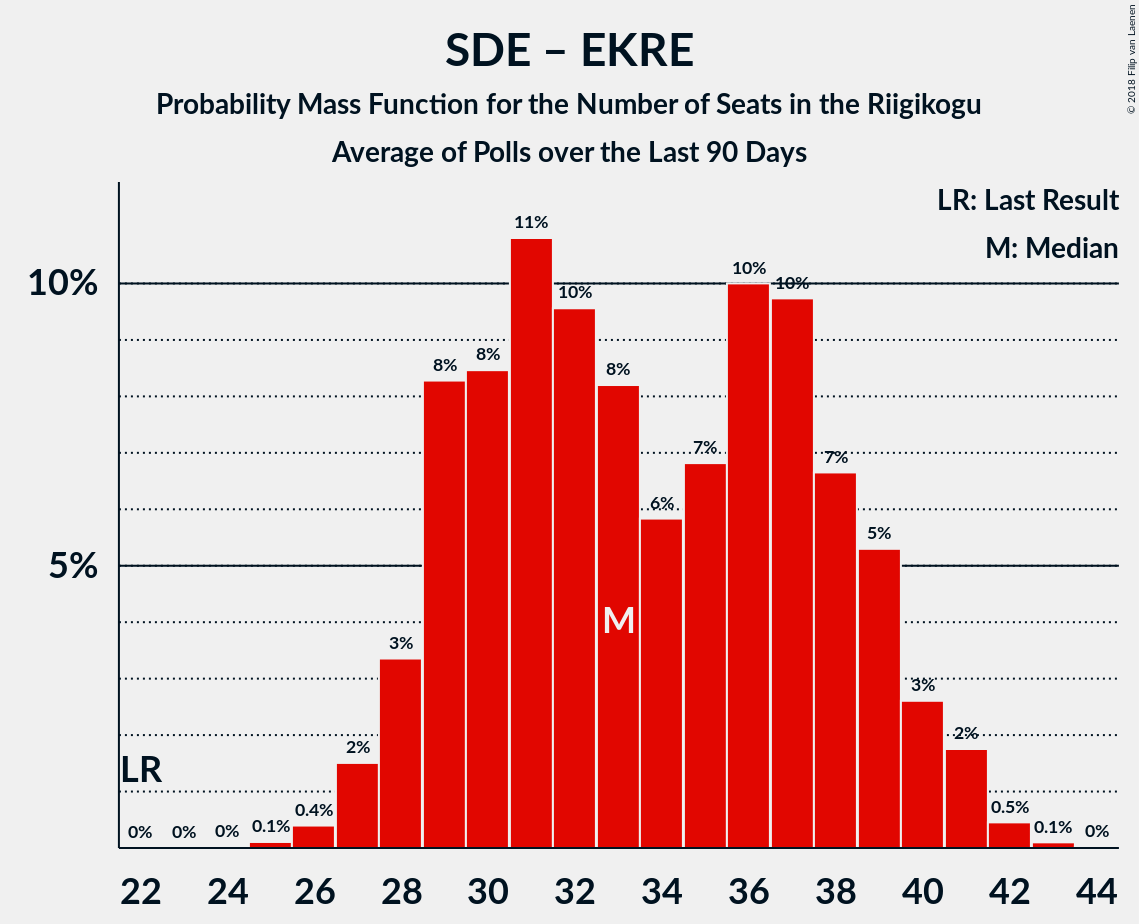 SDE – EKRE
Probability Mass Function for the Number of Seats in the Riigikogu
Average of Polls over the Last 90 Days
© 2018 Filip van Laenen
LR: Last Result
M: Median
10%
5%
0%
0%
0%
0.1%
0.4%
2%
3%
8%
8%
11%
10%
8%
6%
7%
10%
10%
7%
5%
3%
2%
0.5%
0.1%
0%
LR
M
22 24 26 28 30 32 34 36 38 40 42 44